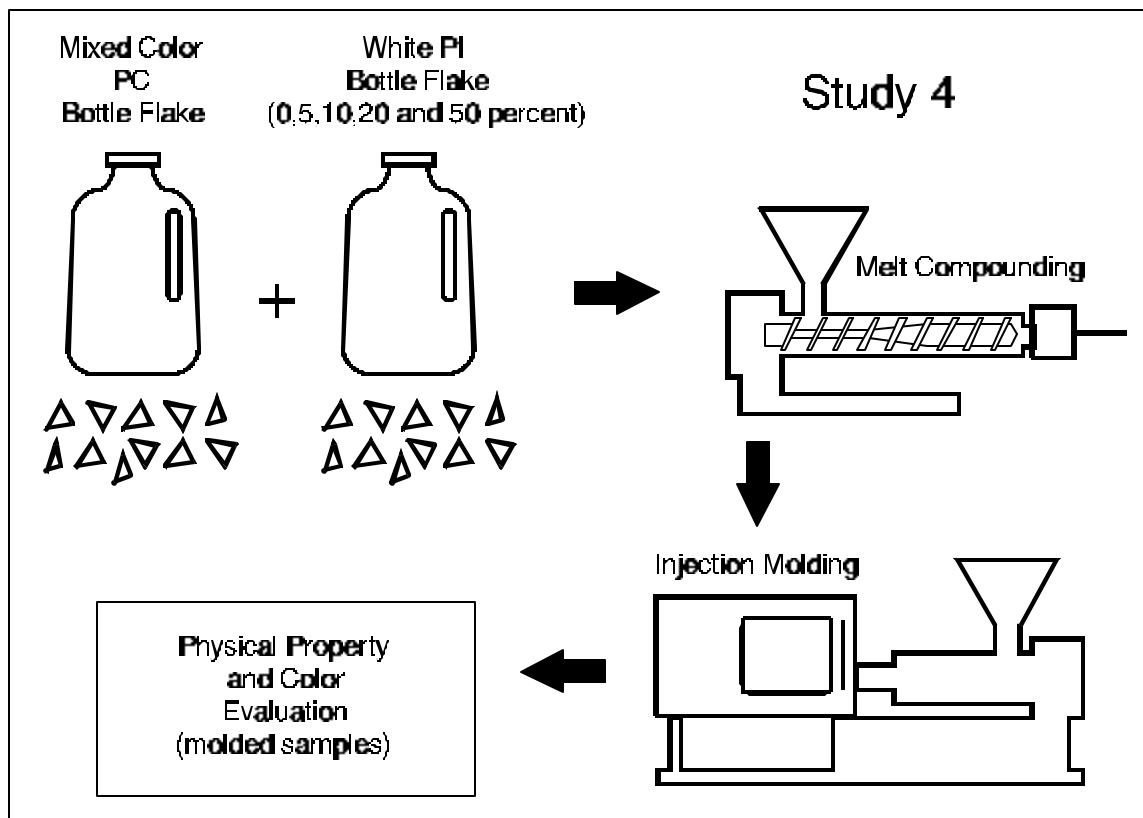 Mixed Color
PC
Bottle Flake
White PI
Bottle Flake
(0,5,10,20 and 50 percent)
Study 4
Melt Compounding
Injection Molding
Physical Property
and Color
Evaluation
(molded samples)